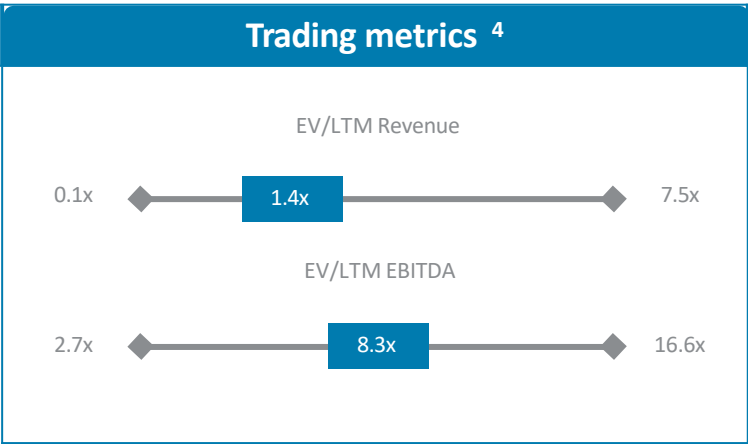 Trading metrics 4
EV/LTM Revenue
0.1x 1.4x 7.5x
EV/LTM EBITDA
2.7x 8.3x 16.6x